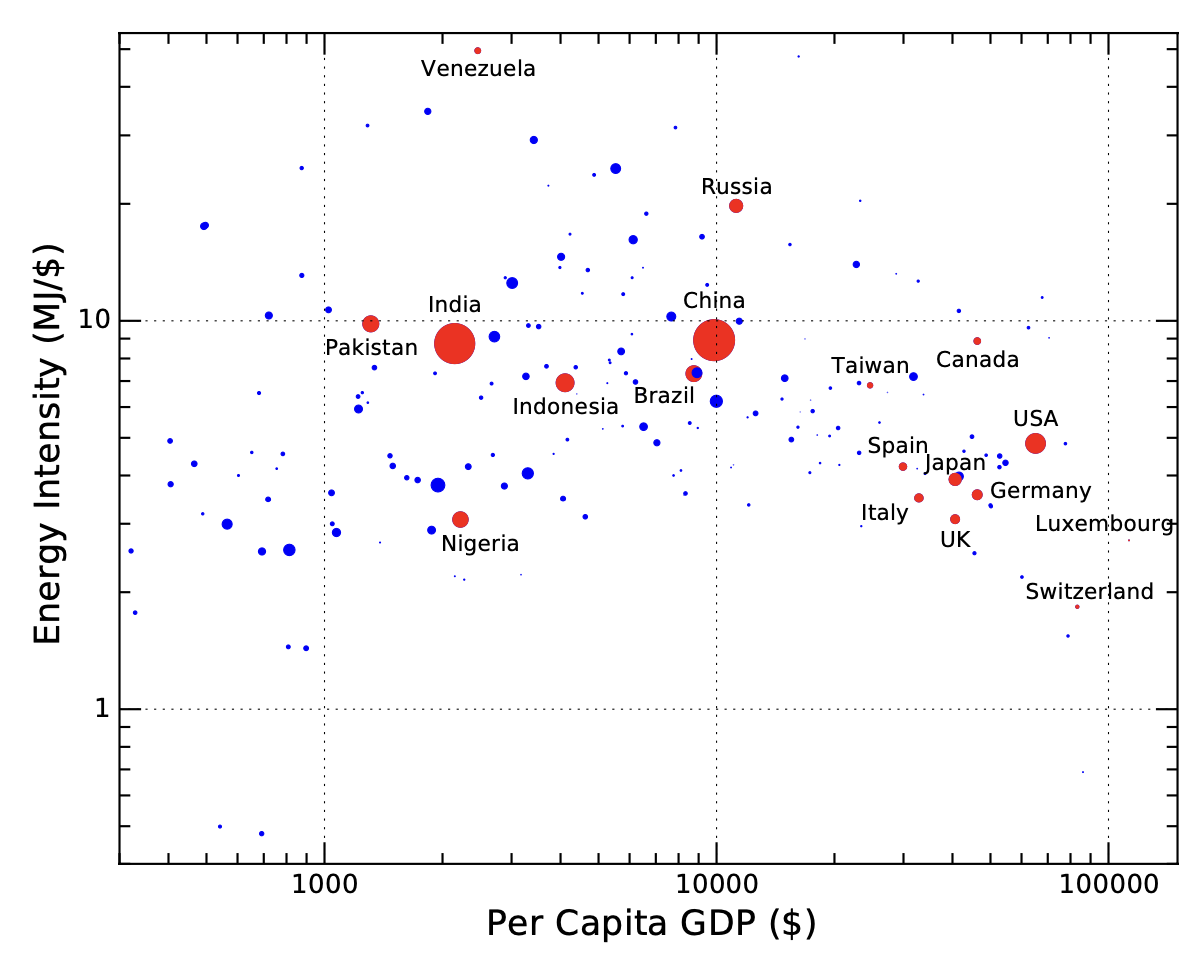 Venezuela
Russia
India
China
10
Pakistan
Canada
Taiwan
Brazil
Indonesia
USA
Spain
Japan
Germany
Italy
Luxembourg
UK
Nigeria
Switzerland
1
Energy Intensity (MJ/$)
1000
10000
100000
Per Capita GDP ($)